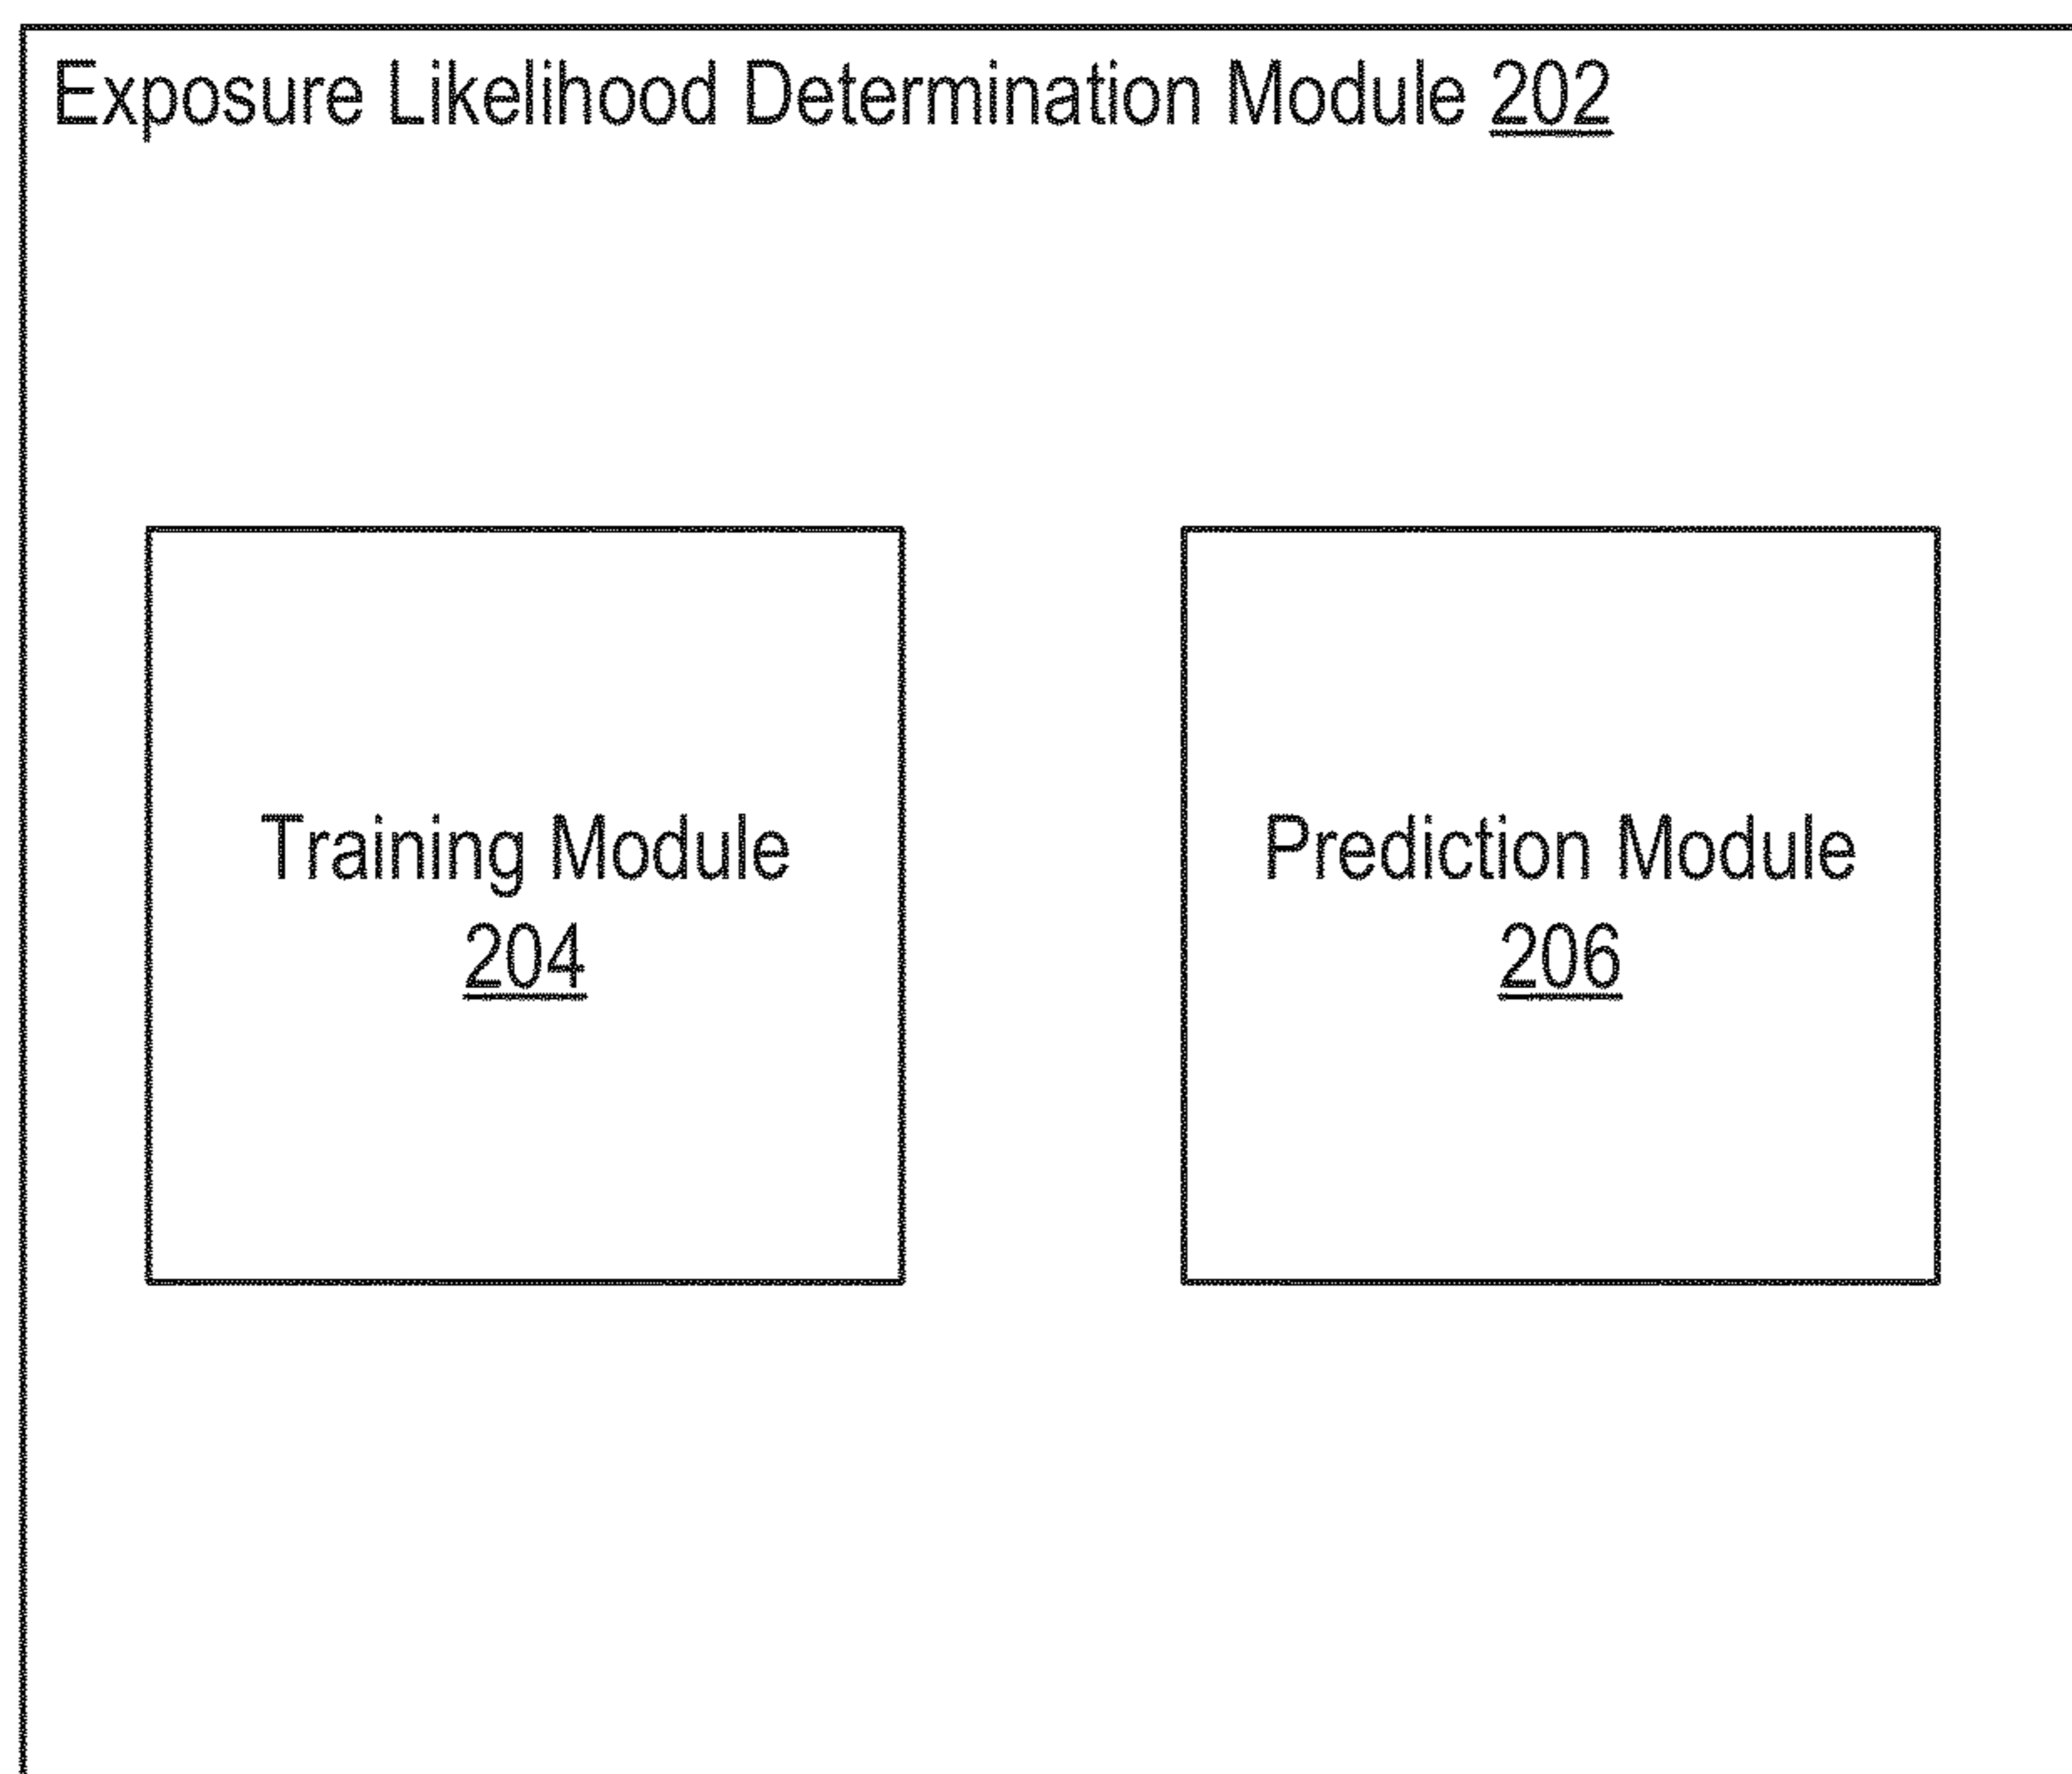 Exposure Likelihood Determination Module 202
Training Module
204
Prediction Module
206